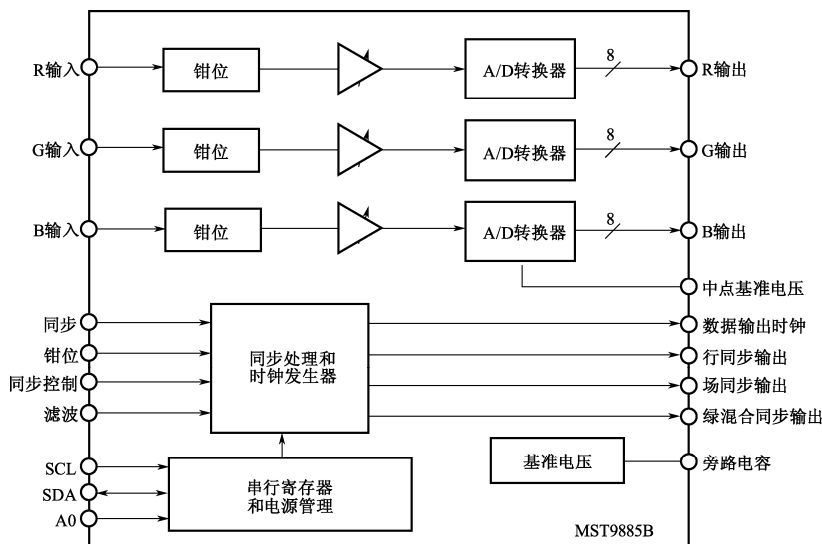 R输入
钳位
A/D转换器
8
R输出
G输入
钳位
A/D转换器
8
G输出
B输入
钳位
A/D转换器
8
B输出
中点基准电压
同步
钳位
同步控制
滤波
同步处理和
时钟发生器
数据输出时钟
行同步输出
场同步输出
绿混合同步输出
SCL
SDA
A0
串行寄存器
和电源管理
基准电压
旁路电容
MST9885B